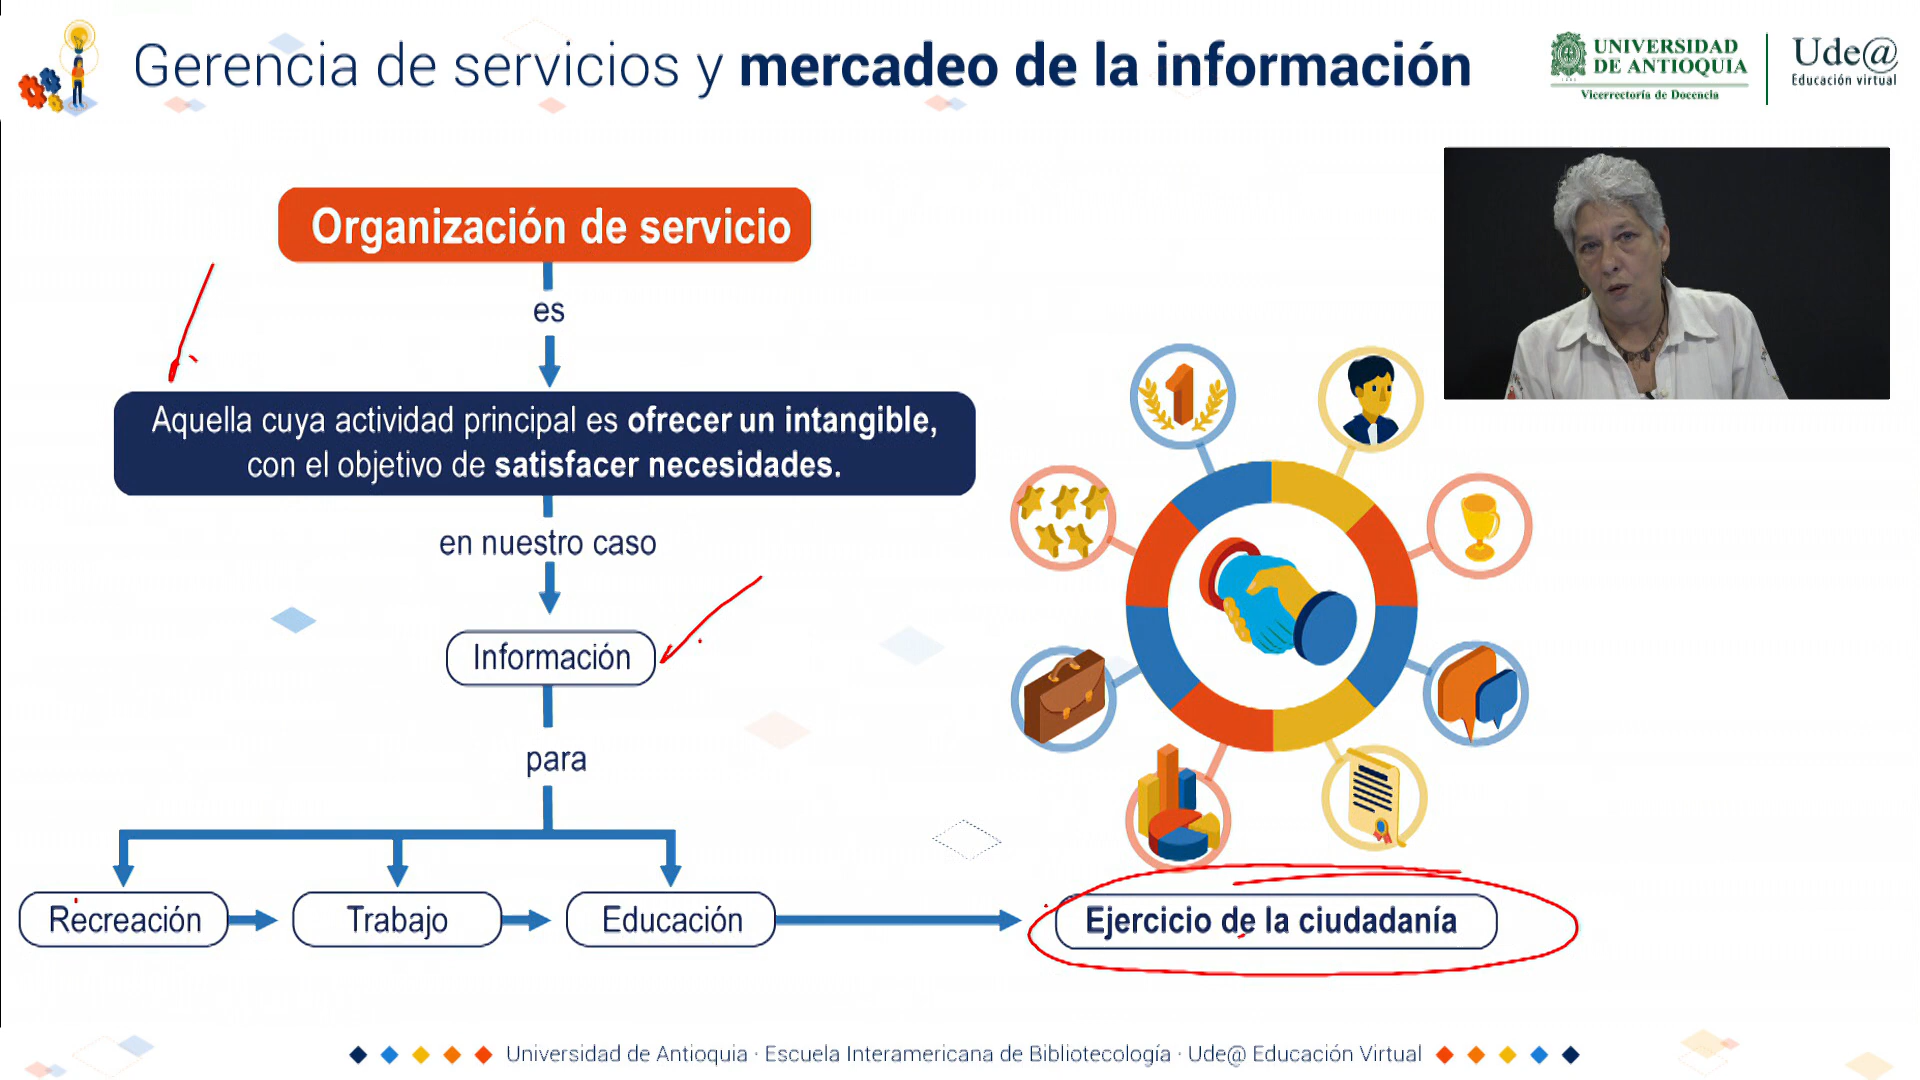 Gerencia de servicios y mercadeo de la información
UNIVERSIDAD
DE ANTIOQUIA
Vicerrectoría de Docencia
Ude@
Educación virtual
Organización de servicio
es
Aquella cuya actividad principal es ofrecer un intangible,
con el objetivo de satisfacer necesidades.
en nuestro caso
Información
para
Recreación
Trabajo
Educación
Ejercicio de la ciudadanía
1
Universidad de Antioquia · Escuela Interamericana de Bibliotecología · Ude@ Educación Virtual